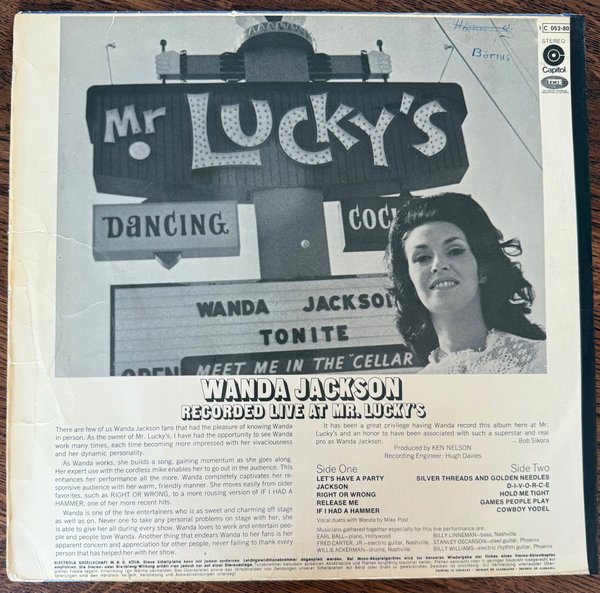 Bornis
1 C 052-80
STEREO
Capitol
EMI
Mr LUCKY'S
DANCING
COC
WANDA JACKSON
TONITE
OPEN
MEET ME IN THE "CELLAR
WANDA JACKSON
RECORDED LIVE AT MR. LUCKY'S
There are few of us Wanda Jackson fans that had the pleasure of knowing Wanda
in person. As the owner of Mr. Lucky's, I have had the opportunity to see Wanda
work many times, each time becoming more impressed with her vivaciousness
and her dynamic personality.
As Wanda works, she builds a song, gaining momentum as she goes along.
Her expert use with the cordless mike enables her to go out in the audience. This
enhances her performance all the more. Wanda completely captivates her re-
sponsive audience with her warm, friendly manner. She moves easily from older
favorites, such as RIGHT OR WRONG, to a more rousing version of IF I HAD A
HAMMER, one of her more recent hits.
Wanda is one of the few entertainers who is as sweet and charming off stage
as well as on. Never one to take any personal problems on stage with her, she
is able to give her all during every show. Wanda loves to work and entertain peo-
ple and people love Wanda. Another thing that endears Wanda to her fans is her
apparent concern and appreciation for other people, never failing to thank every
person that has helped her with her show.
It has been a great privilege having Wanda record this album here at Mr.
Lucky's and an honor to have been associated with such a superstar and real
pro as Wanda Jackson.
— Bob Sikora
Produced by KEN NELSON
Recording Engineer: Hugh Davies
Side One
LET'S HAVE A PARTY
JACKSON
RIGHT OR WRONG
RELEASE ME
IF I HAD A HAMMER
Side Two
SILVER THREADS AND GOLDEN NEEDLES
D-I-V-O-R-C-E
HOLD ME TIGHT
GAMES PEOPLE PLAY
COWBOY YODEL
Vocal duets with Wanda by Mike Post
Musicians gathered together especially for this live performance are:
EARL BALL—piano, Hollywood
BILLY LINNEMAN—bass, Nashville
FRED CARTER, JR.—electric guitar, Nashville
STANLEY OSCARSON—steel guitar, Phoenix
WILLIE ACKERMAN—drums, Nashville
BILLY WILLIAMS—electric rhythm guitar, Phoenix
ELECTROLA GESELLSCHAFT M. B. H. KÖLN